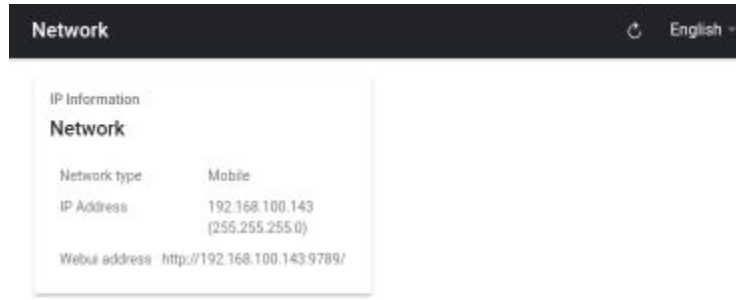 Network English
IP Information
Network
Network type Mobile
IP Address 192.168.100.143
(255.255.255.0)
Webui address http://192.168.100.143:9789/